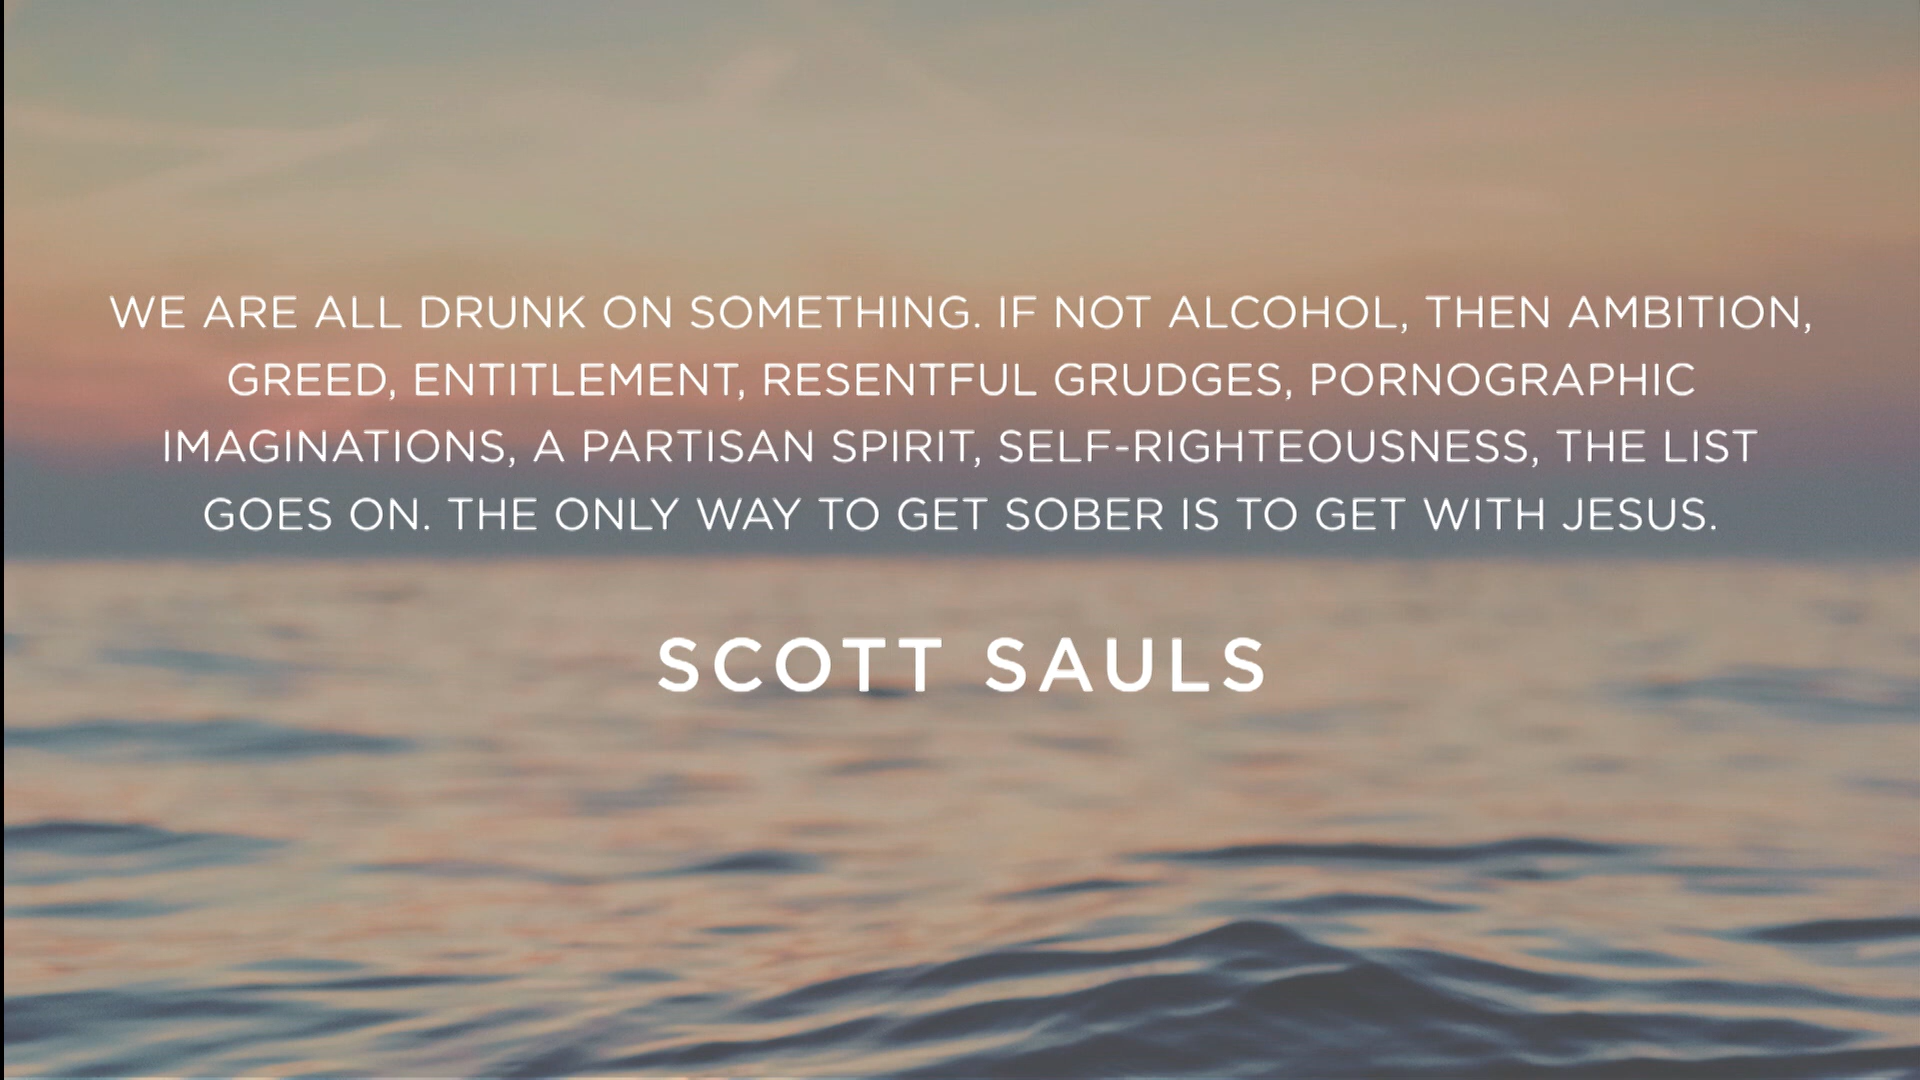 WE ARE ALL DRUNK ON SOMETHING. IF NOT ALCOHOL, THEN AMBITION,
GREED, ENTITLEMENT, RESENTFUL GRUDGES, PORNOGRAPHIC
IMAGINATIONS, A PARTISAN SPIRIT, SELF-RIGHTEOUSNESS, THE LIST
GOES ON. THE ONLY WAY TO GET SOBER IS TO GET WITH JESUS.
SCOTT SAULS